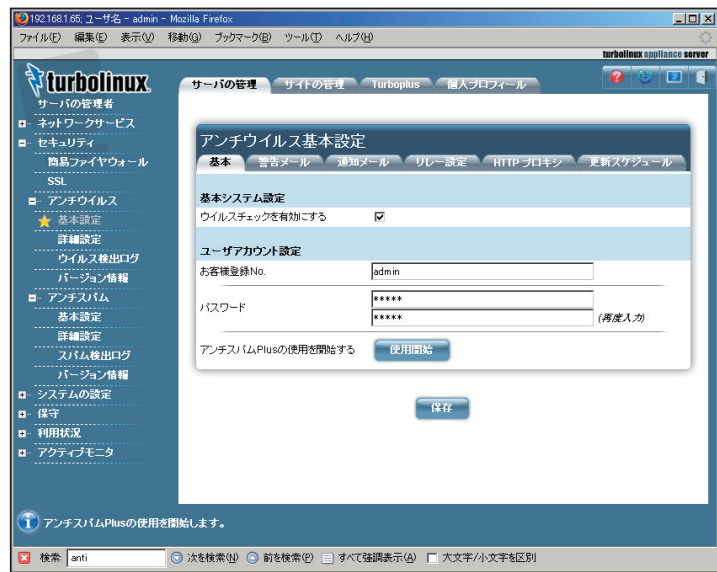 192.168.1.65; ユーザ名 - admin - Mozilla Firefox
ファイル(F) 編集(E) 表示(V) 移動(G) ブックマーク(B) ツール(T) ヘルプ(H)
turbolinux appliance server
turbolinux
サーバの管理 サイトの管理 Turboplus 個人プロフィール
サーバの管理者
ネットワークサービス
セキュリティ
簡易ファイヤウォール
SSL
アンチウイルス
基本設定
詳細設定
ウイルス検出ログ
バージョン情報
アンチスパム
基本設定
詳細設定
スパム検出ログ
バージョン情報
システムの設定
保守
利用状況
アクティブモニタ
アンチウイルス基本設定
基本 警告メール 通知メール リレー設定 HTTP プロキシ 更新スケジュール
基本システム設定
ウイルスチェックを有効にする
ユーザアカウント設定
お客様登録No. admin
パスワード *****
***** (再度入力)
アンチスパムPlusの使用を開始する 使用開始
保存
アンチスパムPlusの使用を開始します。
検索: anti 次を検索(N) 前を検索(P) すべて強調表示(A) 大文字/小文字を区別